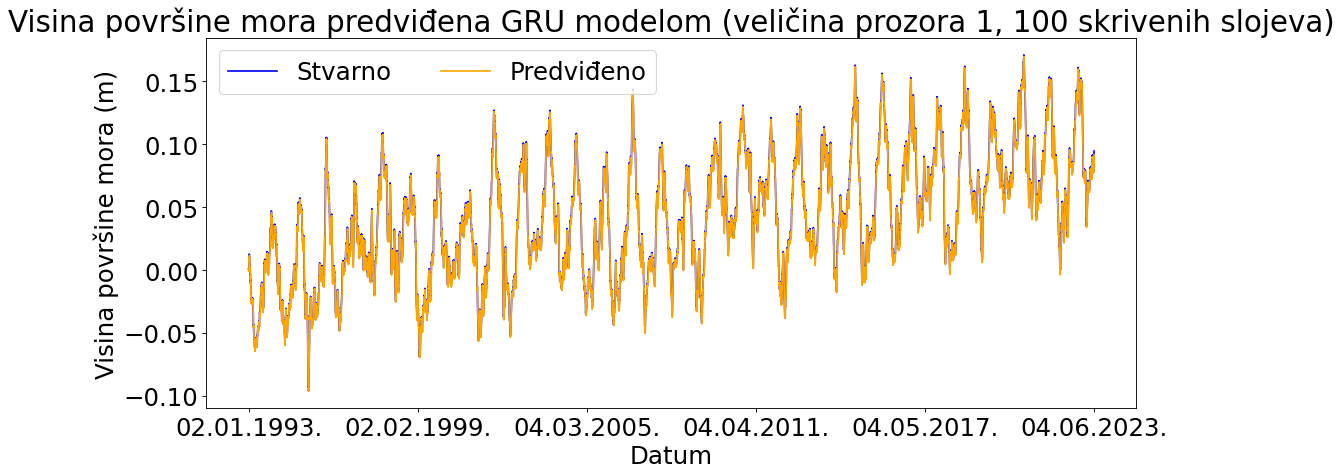 Visina površine mora predviđena GRU modelom (veličina prozora 1, 100 skrivenih slojeva)
Stvarno
Predviđeno
Visina površine mora (m)
0.15
0.10
0.05
0.00
−0.05
−0.10
02.01.1993.
02.02.1999.
04.03.2005.
04.04.2011.
04.05.2017.
04.06.2023.
Datum